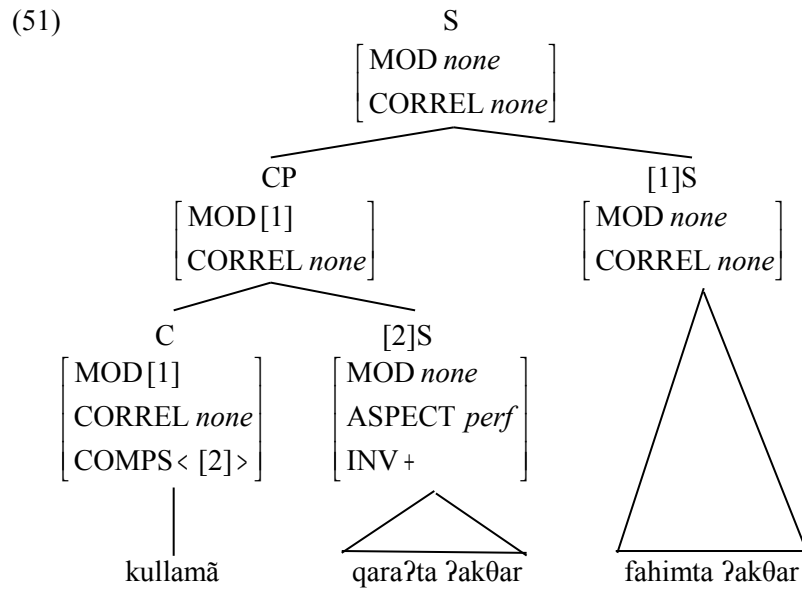 (51) S
[MOD none
CORREL none]
CP [1]S
[MOD [1] [MOD none
CORREL none] CORREL none]
C [2]S
[MOD [1] [MOD none
CORREL none ASPECT perf
COMPS < [2] >] INV +]
kullamã qaraʔta ʔakθar fahimta ʔakθar